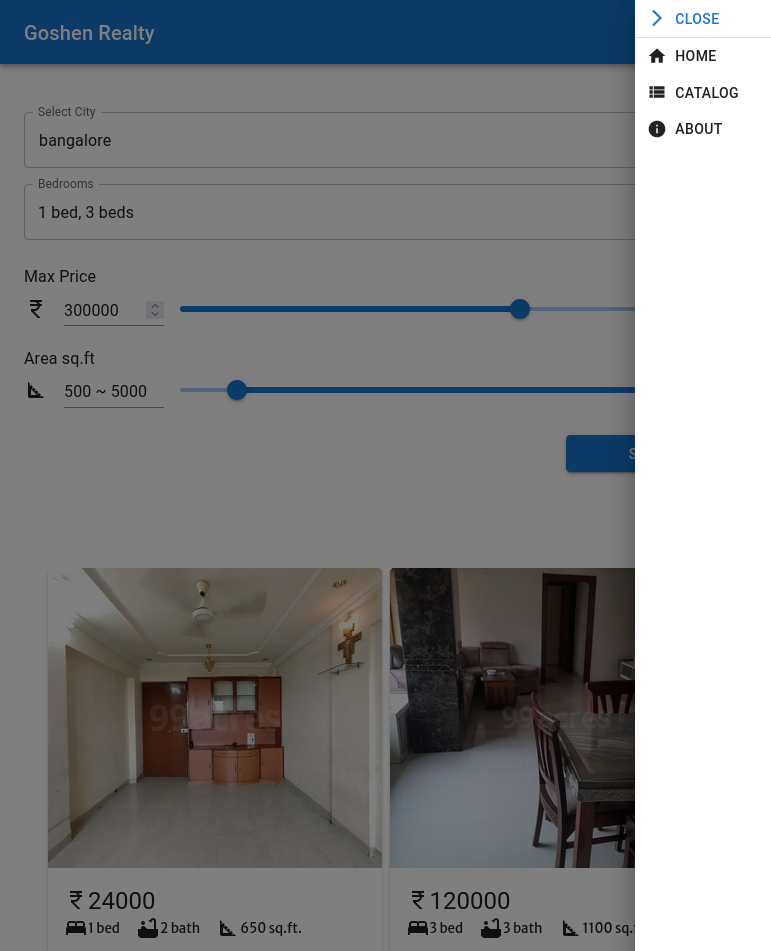 Goshen Realty
CLOSE
HOME
CATALOG
ABOUT
Select City
bangalore
Bedrooms
1 bed, 3 beds
Max Price
₹ 300000
Area sq.ft
500 ~ 5000
99acres
99acres
₹ 24000
1 bed 2 bath 650 sq.ft.
₹ 120000
3 bed 3 bath 1100 sq.